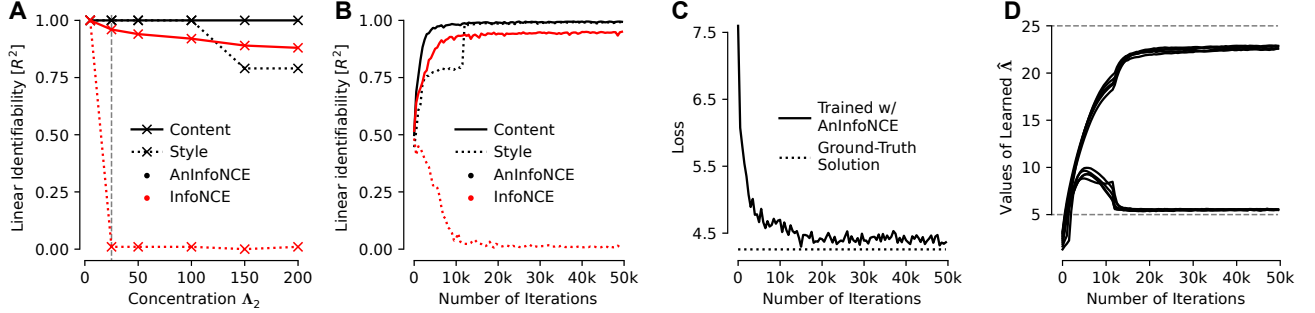 A
Linear Identifiability [R²]
1.00
0.75
0.50
0.25
0.00
Content
Style
AnInfoNCE
InfoNCE
0 50 100 150 200
Concentration Λ₂
B
Linear identifiability [R²]
1.00
0.75
0.50
0.25
0.00
Content
Style
AnInfoNCE
InfoNCE
0 10k 20k 30k 40k 50k
Number of Iterations
C
Loss
7.5
6.5
5.5
4.5
Trained w/
AnInfoNCE
Ground-Truth
Solution
0 10k 20k 30k 40k 50k
Number of Iterations
D
Values of Learned Λ̂
25
20
15
10
5
0 10k 20k 30k 40k 50k
Number of Iterations